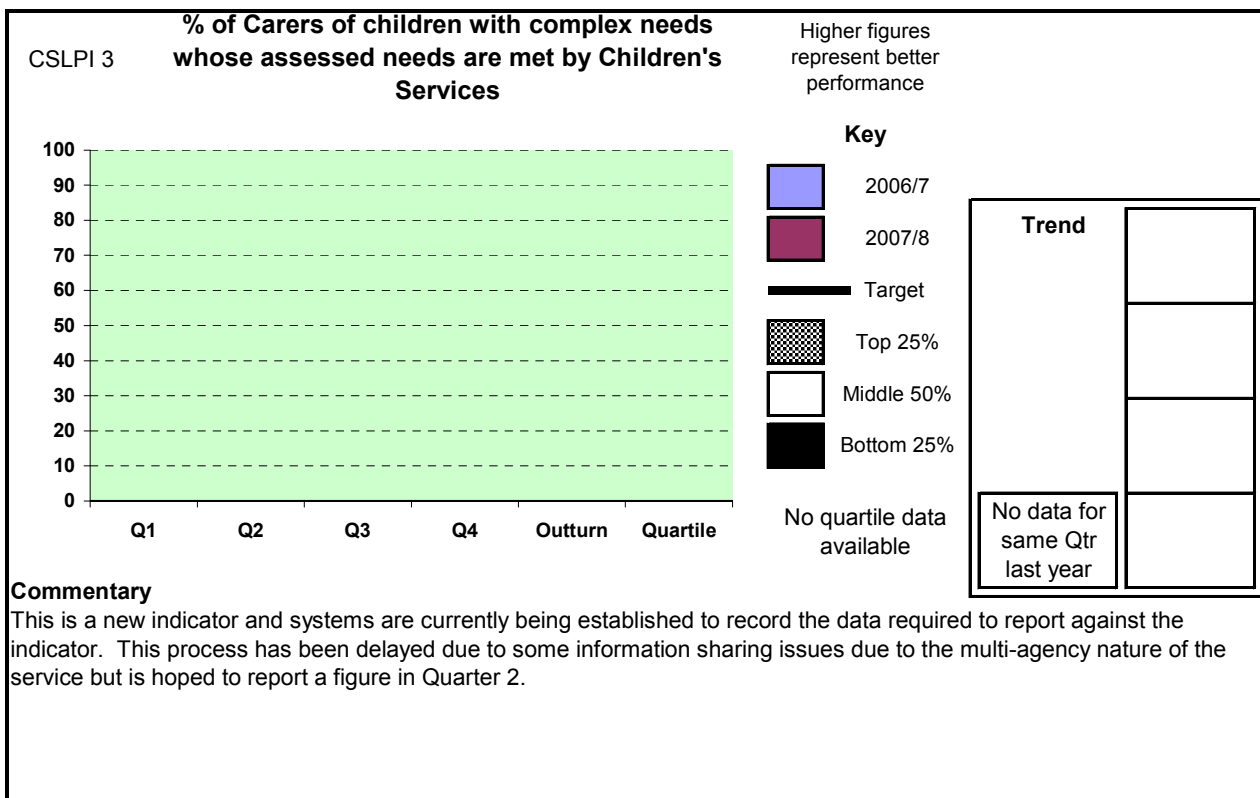 CSLPI 3
% of Carers of children with complex needs
whose assessed needs are met by Children's
Services
Higher figures
represent better
performance
100
90
80
70
60
50
40
30
20
10
0
Q1 Q2 Q3 Q4 Outturn Quartile
Key
2006/7
2007/8
Target
Top 25%
Middle 50%
Bottom 25%
No quartile data
available
Trend
No data for
same Qtr
last year
Commentary
This is a new indicator and systems are currently being established to record the data required to report against the
indicator.  This process has been delayed due to some information sharing issues due to the multi-agency nature of the
service but is hoped to report a figure in Quarter 2.